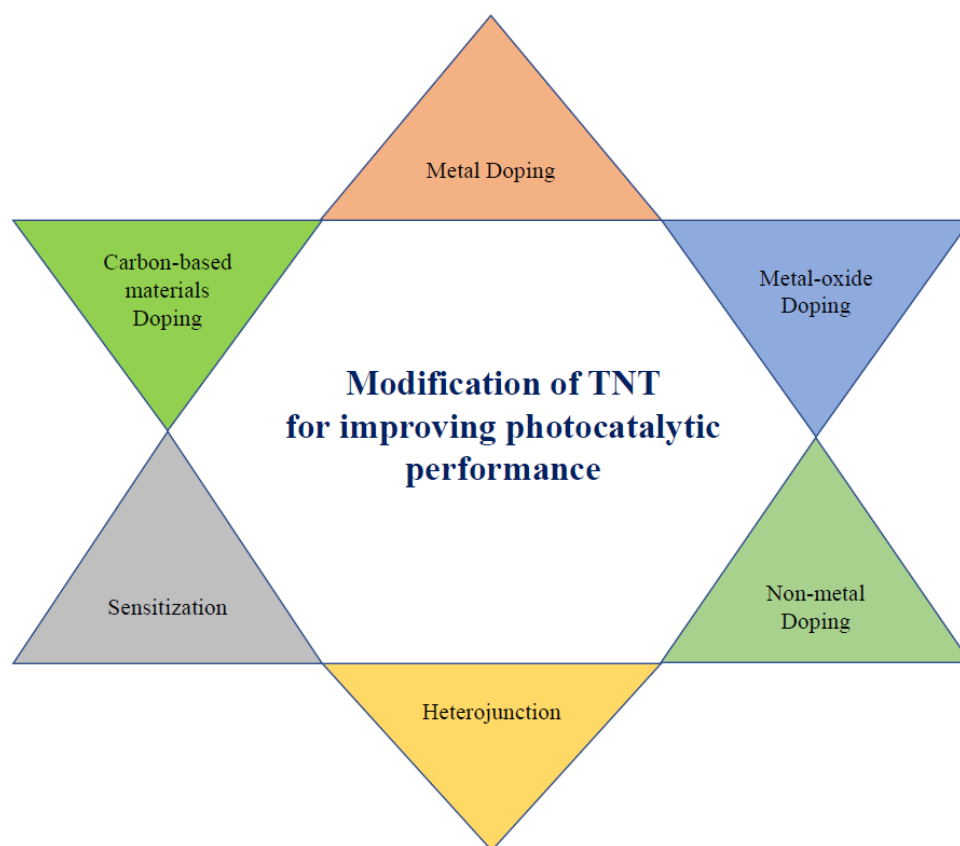 Metal Doping
Carbon-based
materials
Doping
Metal-oxide
Doping
Modification of TNT
for improving photocatalytic
performance
Sensitization
Non-metal
Doping
Heterojunction